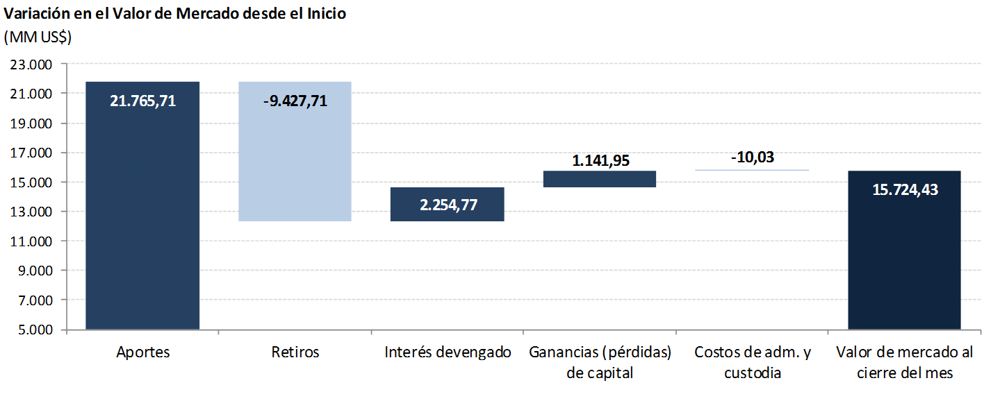 Variación en el Valor de Mercado desde el Inicio
(MM US$)
23.000
21.000
19.000
17.000
15.000
13.000
11.000
9.000
7.000
5.000
21.765,71
-9.427,71
2.254,77
1.141,95
-10,03
15.724,43
Aportes
Retiros
Interés devengado
Ganancias (pérdidas)
de capital
Costos de adm. y
custodia
Valor de mercado al
cierre del mes